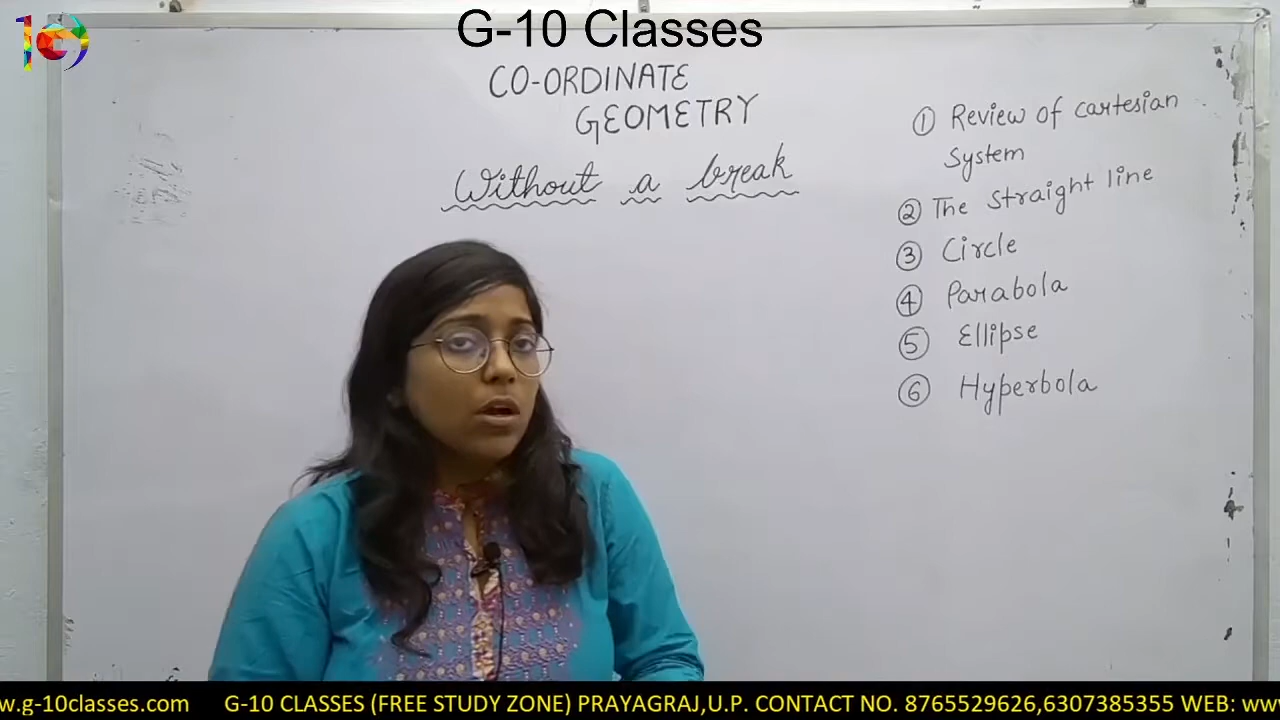 G-10 Classes
CO-ORDINATE
GEOMETRY
Without a break
① Review of cartesian
System
② The Straight line
③ Circle
④ Parabola
⑤ Ellipse
⑥ Hyperbola
w.g-10classes.com G-10 CLASSES (FREE STUDY ZONE) PRAYAGRAJ,U.P. CONTACT NO. 8765529626,6307385355 WEB: ww